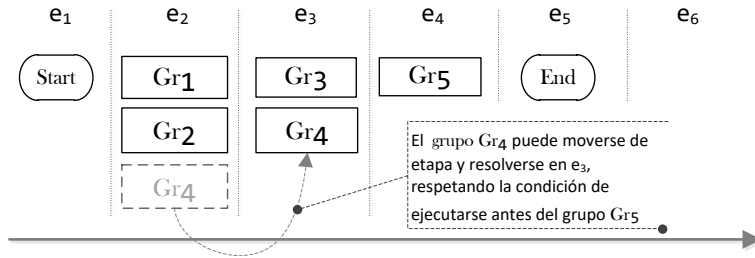 e1 e2 e3 e4 e5 e6
Start Gr1 Gr3 Gr5 End
Gr2 Gr4
Gr4
El grupo Gr4 puede moverse de
etapa y resolverse en e3,
respetando la condición de
ejecutarse antes del grupo Gr5